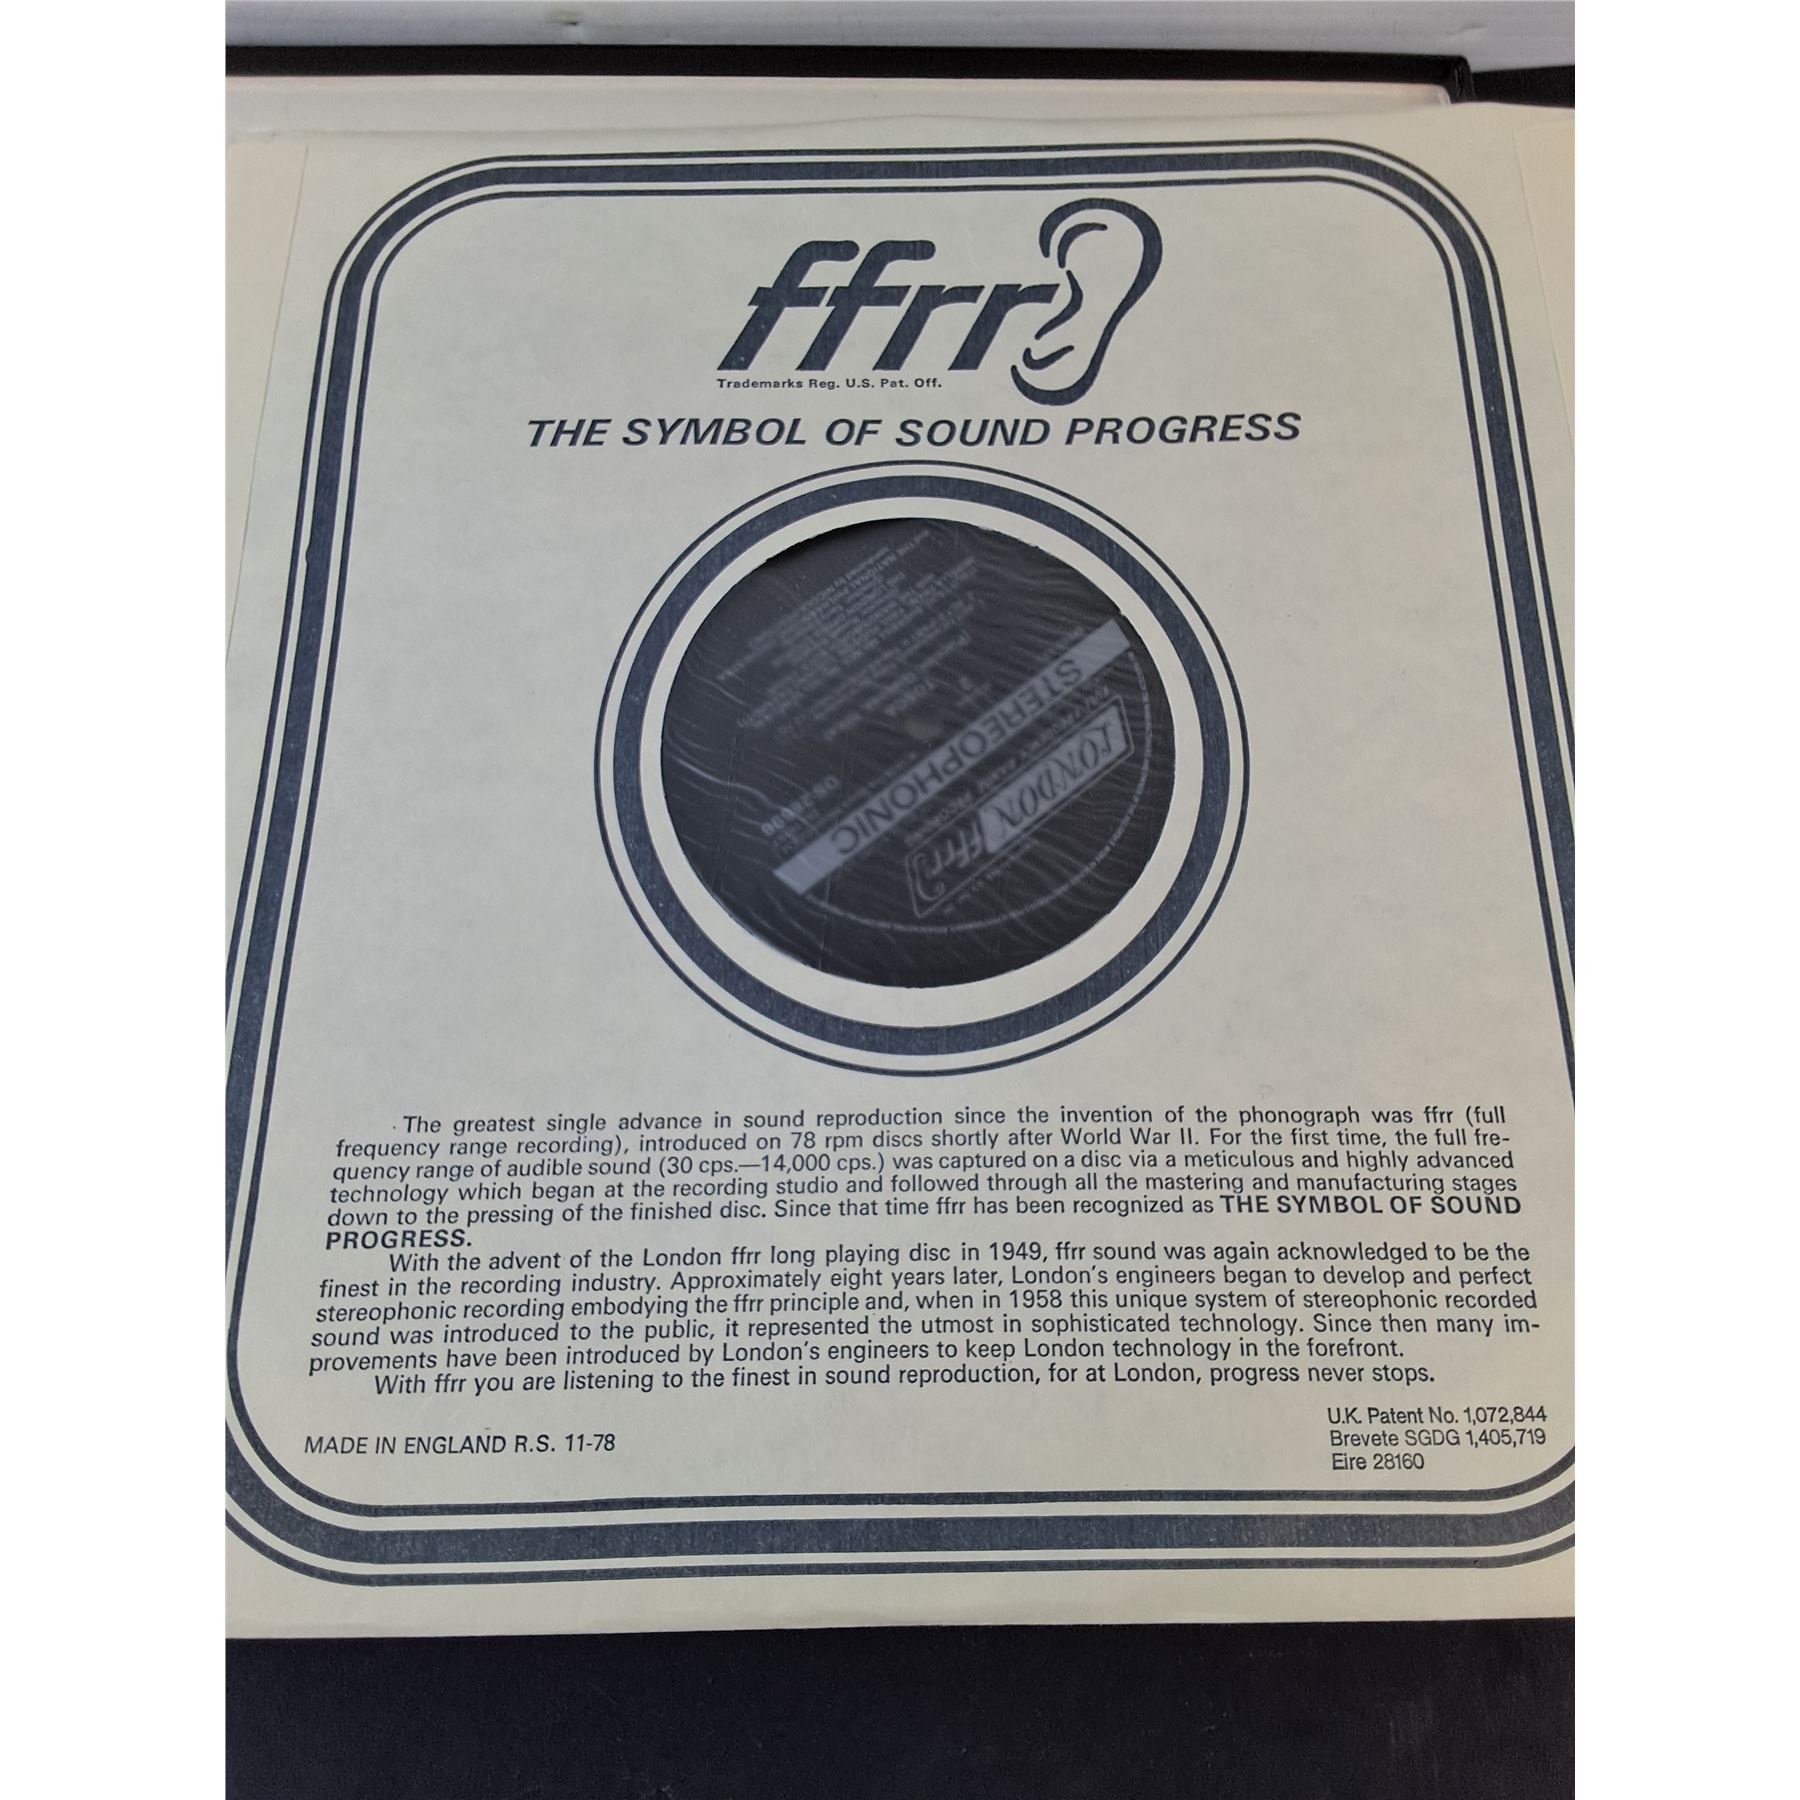 ffrr
Trademarks Reg. U.S. Pat. Off.
THE SYMBOL OF SOUND PROGRESS
LONDON ffrr
STEREOPHONIC
The greatest single advance in sound reproduction since the invention of the phonograph was ffrr (full
frequency range recording), introduced on 78 rpm discs shortly after World War II. For the first time, the full fre-
quency range of audible sound (30 cps.—14,000 cps.) was captured on a disc via a meticulous and highly advanced
technology which began at the recording studio and followed through all the mastering and manufacturing stages
down to the pressing of the finished disc. Since that time ffrr has been recognized as THE SYMBOL OF SOUND
PROGRESS.
With the advent of the London ffrr long playing disc in 1949, ffrr sound was again acknowledged to be the
finest in the recording industry. Approximately eight years later, London's engineers began to develop and perfect
stereophonic recording embodying the ffrr principle and, when in 1958 this unique system of stereophonic recorded
sound was introduced to the public, it represented the utmost in sophisticated technology. Since then many im-
provements have been introduced by London's engineers to keep London technology in the forefront.
With ffrr you are listening to the finest in sound reproduction, for at London, progress never stops.
MADE IN ENGLAND R.S. 11-78
U.K. Patent No. 1,072,844
Brevete SGDG 1,405,719
Eire 28160